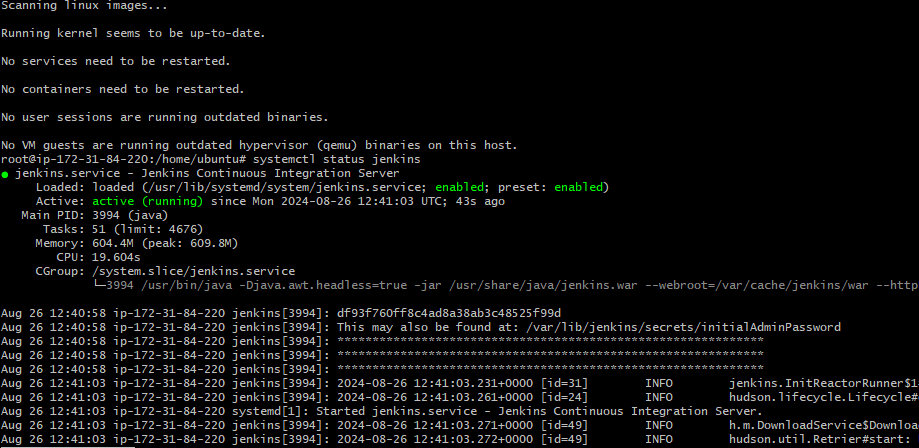 Scanning linux images...
Running kernel seems to be up-to-date.
No services need to be restarted.
No containers need to be restarted.
No user sessions are running outdated binaries.
No VM guests are running outdated hypervisor (qemu) binaries on this host.
root@ip-172-31-84-220:/home/ubuntu# systemctl status jenkins
● jenkins.service - Jenkins Continuous Integration Server
Loaded: loaded (/usr/lib/systemd/system/jenkins.service; enabled; preset: enabled)
Active: active (running) since Mon 2024-08-26 12:41:03 UTC; 43s ago
Main PID: 3994 (java)
Tasks: 51 (limit: 4676)
Memory: 604.4M (peak: 609.8M)
CPU: 19.604s
CGroup: /system.slice/jenkins.service
└─3994 /usr/bin/java -Djava.awt.headless=true -jar /usr/share/java/jenkins.war --webroot=/var/cache/jenkins/war --http
Aug 26 12:40:58 ip-172-31-84-220 jenkins[3994]: df93f760ff8c4ad8a38ab3c48525f99d
Aug 26 12:40:58 ip-172-31-84-220 jenkins[3994]: This may also be found at: /var/lib/jenkins/secrets/initialAdminPassword
Aug 26 12:40:58 ip-172-31-84-220 jenkins[3994]: *************************************************************
Aug 26 12:40:58 ip-172-31-84-220 jenkins[3994]: *************************************************************
Aug 26 12:40:58 ip-172-31-84-220 jenkins[3994]: *************************************************************
Aug 26 12:41:03 ip-172-31-84-220 jenkins[3994]: 2024-08-26 12:41:03.231+0000 [id=31] INFO jenkins.InitReactorRunner$1
Aug 26 12:41:03 ip-172-31-84-220 jenkins[3994]: 2024-08-26 12:41:03.261+0000 [id=24] INFO hudson.lifecycle.Lifecycle#
Aug 26 12:41:03 ip-172-31-84-220 systemd[1]: Started jenkins.service - Jenkins Continuous Integration Server.
Aug 26 12:41:03 ip-172-31-84-220 jenkins[3994]: 2024-08-26 12:41:03.271+0000 [id=49] INFO h.m.DownloadService$Downloa
Aug 26 12:41:03 ip-172-31-84-220 jenkins[3994]: 2024-08-26 12:41:03.272+0000 [id=49] INFO hudson.util.Retrier#start: